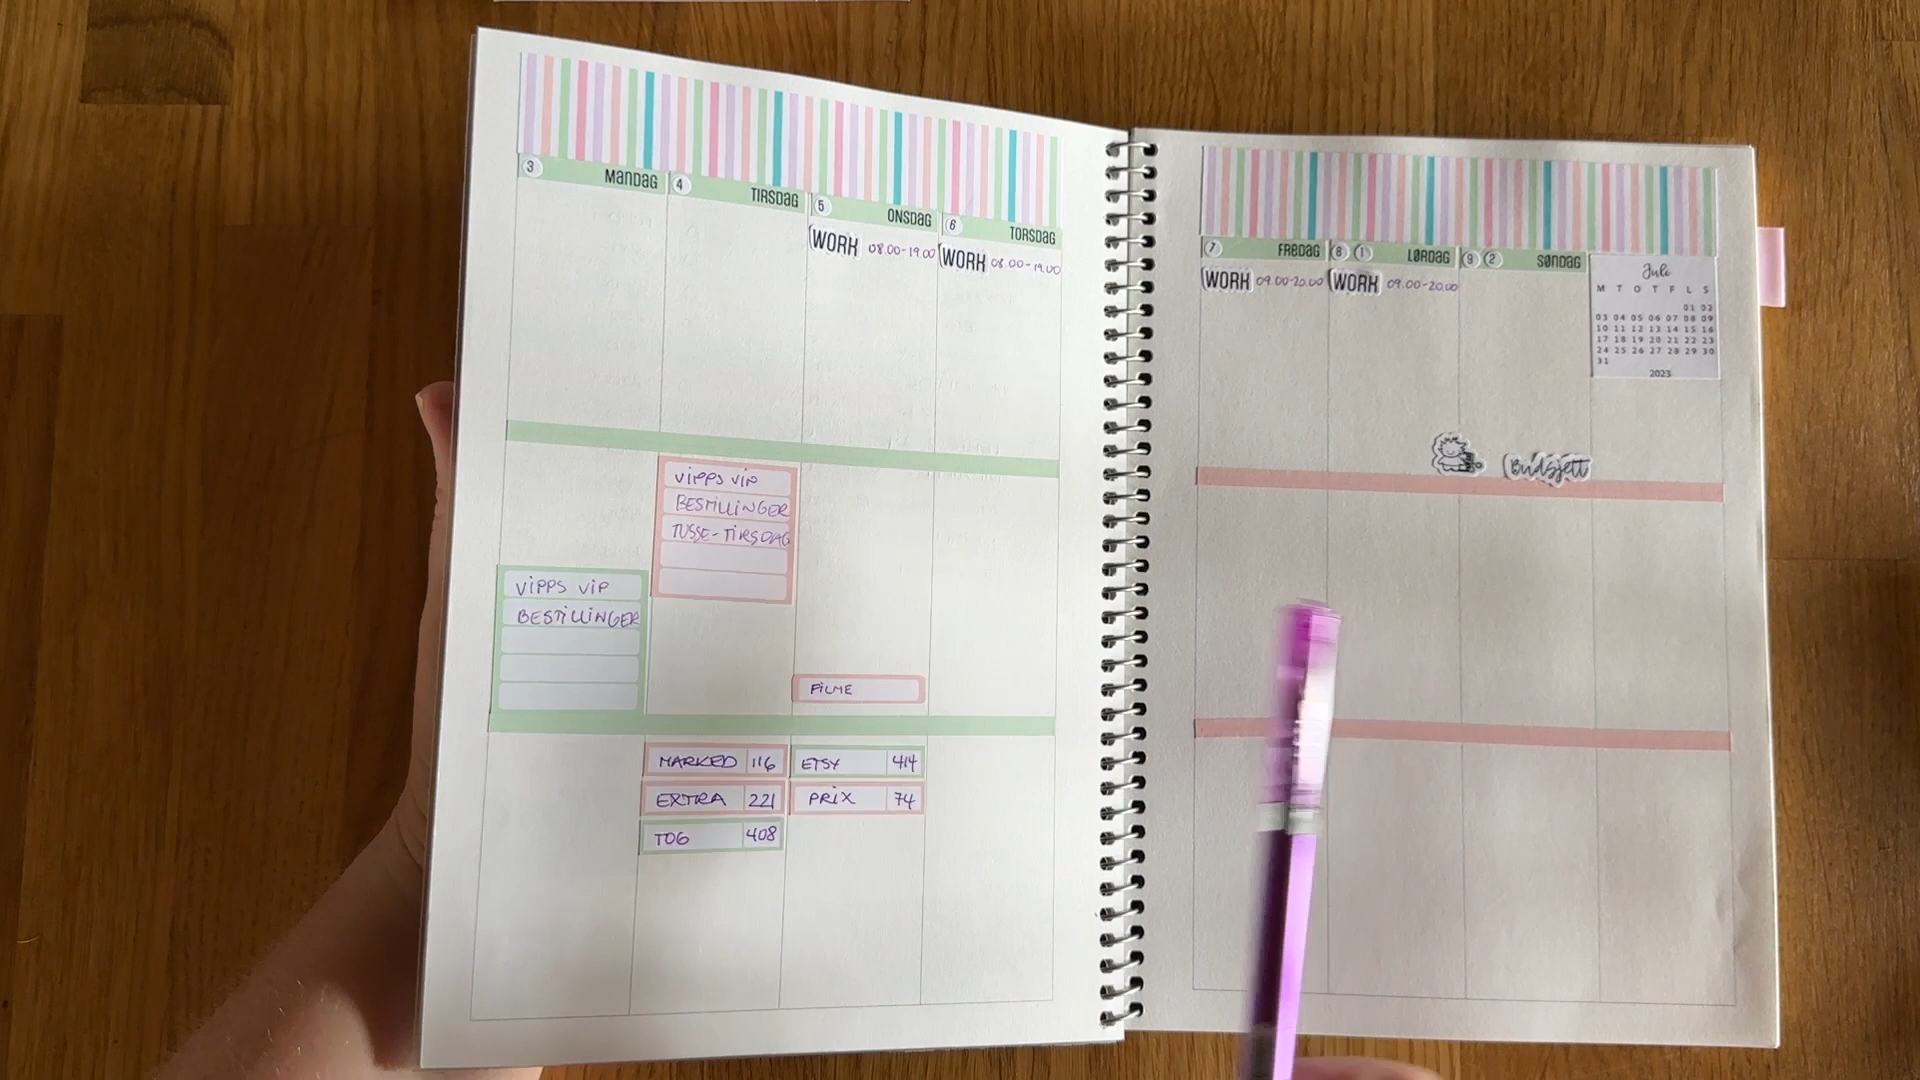 3 MANDAG
4 TIRSDAG
5 ONSDAG
6 TORSDAG
WORK 08.00-19.00
WORK 08.00-19.00
VIPPS VIP
BESTILLINGER
TUSSE-TIRSDAG
VIPPS VIP
BESTILLINGER
FILME
MARKED 116
EXTRA 221
TOG 408
ETSY 414
PRIX 74
7 FREDAG
8 1 LØRDAG
9 2 SØNDAG
WORK 09.00-20.00
WORK 09.00-20.00
Juli
M T O T F L S
01 02
03 04 05 06 07 08 09
10 11 12 13 14 15 16
17 18 19 20 21 22 23
24 25 26 27 28 29 30
31
2023
Budsjett